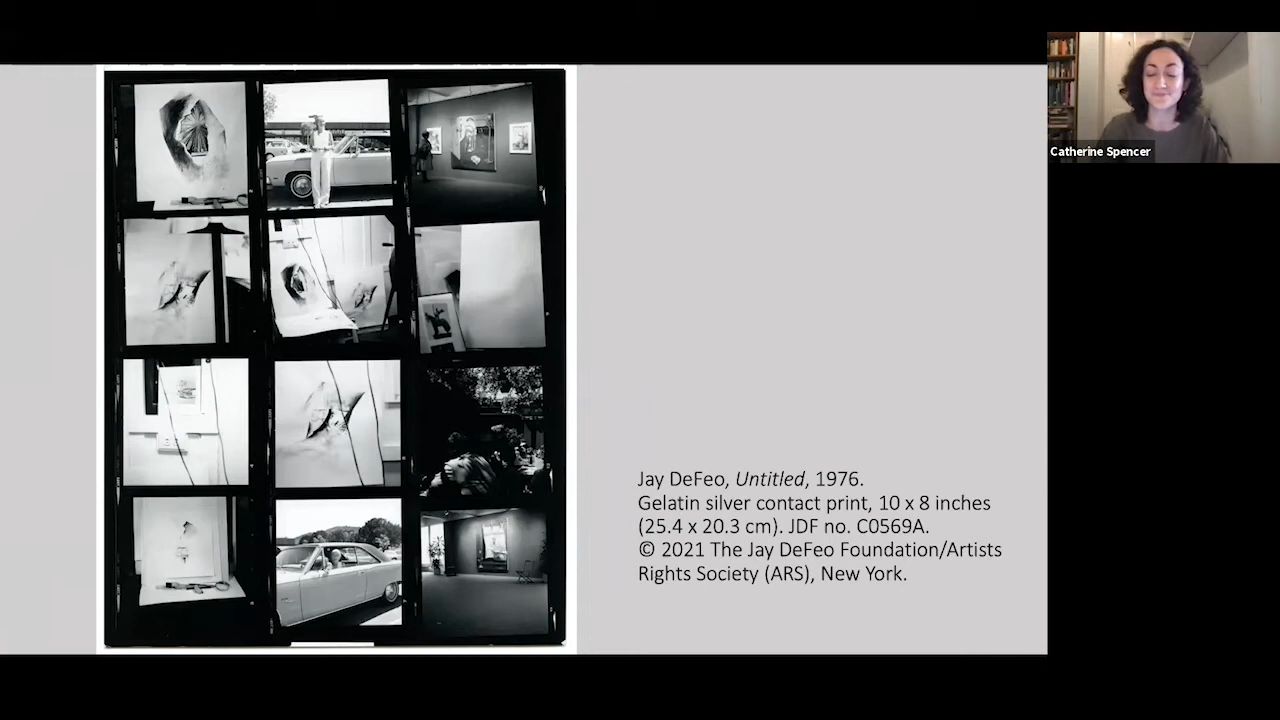 Catherine Spencer
Jay DeFeo, Untitled, 1976.
Gelatin silver contact print, 10 x 8 inches
(25.4 x 20.3 cm). JDF no. C0569A.
© 2021 The Jay DeFeo Foundation/Artists
Rights Society (ARS), New York.